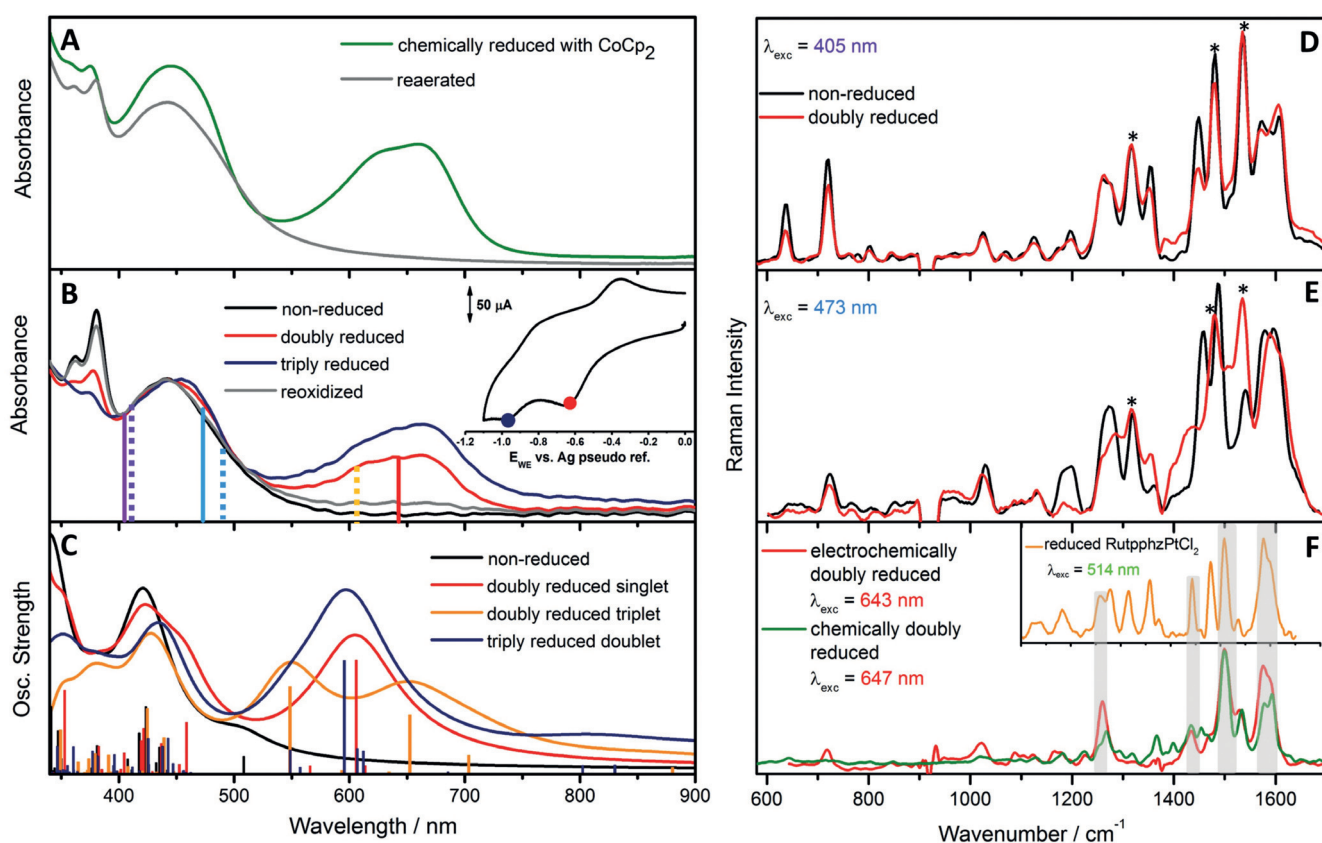 A
chemically reduced with CoCp2
reaerated
Absorbance
B
non-reduced
doubly reduced
triply reduced
reoxidized
50 µA
-1.2 -1.0 -0.8 -0.6 -0.4 -0.2 0.0
EWE vs. Ag pseudo ref.
Absorbance
C
non-reduced
doubly reduced singlet
doubly reduced triplet
triply reduced doublet
Osc. Strength
400 500 600 700 800 900
Wavelength / nm
D
λexc = 405 nm
non-reduced
doubly reduced
* * *
E
λexc = 473 nm
* * *
Raman Intensity
F
electrochemically
doubly reduced
λexc = 643 nm
chemically doubly
reduced
λexc = 647 nm
reduced RutpphzPtCl2
λexc = 514 nm
600 800 1000 1200 1400 1600
Wavenumber / cm-1